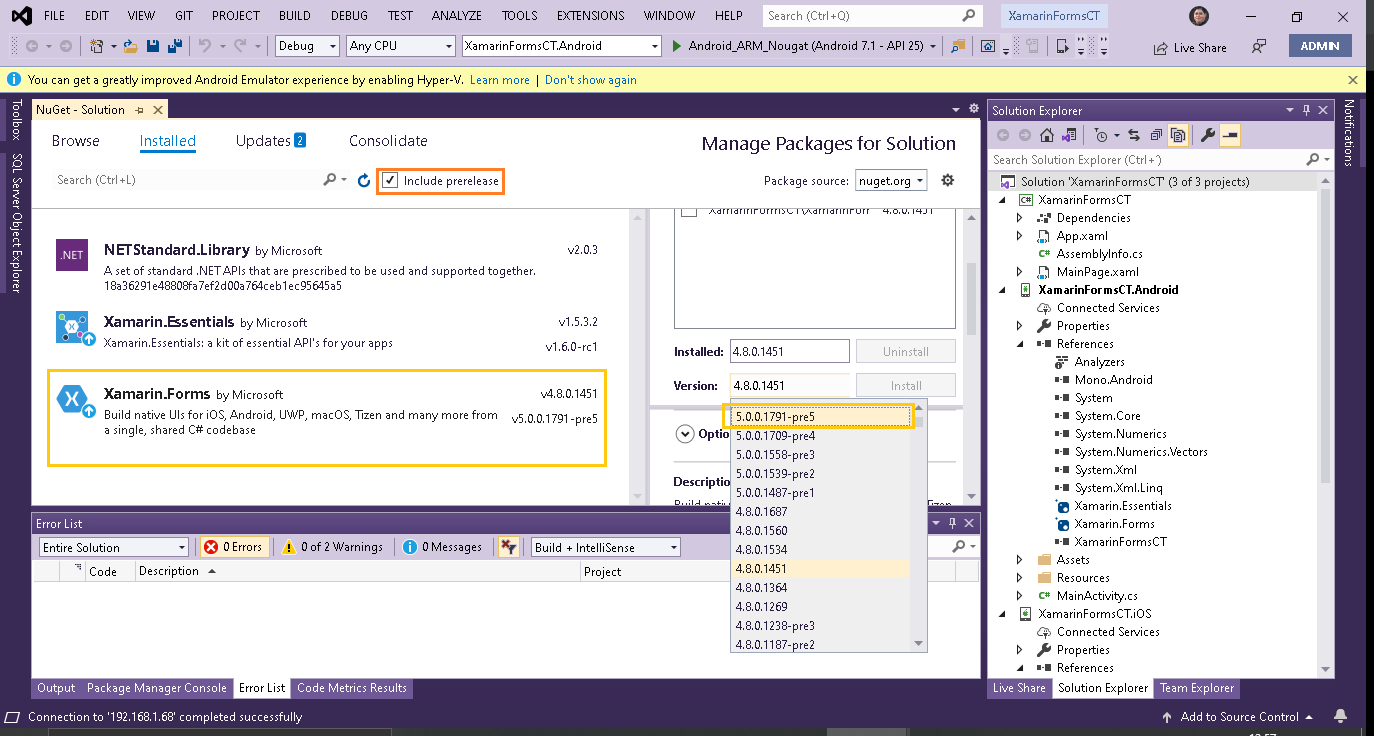 FILE EDIT VIEW GIT PROJECT BUILD DEBUG TEST ANALYZE TOOLS EXTENSIONS WINDOW HELP Search (Ctrl+Q) XamarinFormsCT
Debug Any CPU XamarinFormsCT.Android Android_ARM_Nougat (Android 7.1 - API 25) Live Share ADMIN
You can get a greatly improved Android Emulator experience by enabling Hyper-V. Learn more | Don't show again
Toolbox
SQL Server Object Explorer
NuGet - Solution
Browse Installed Updates 2 Consolidate
Manage Packages for Solution
Search (Ctrl+L) Include prerelease
Package source: nuget.org
.NET
NETStandard.Library by Microsoft v2.0.3
A set of standard .NET APIs that are prescribed to be used and supported together.
18a36291e48808fa7ef2d00a764ceb1ec95645a5
Xamarin.Essentials by Microsoft v1.5.3.2
Xamarin.Essentials: a kit of essential API's for your apps v1.6.0-rc1
Xamarin.Forms by Microsoft v4.8.0.1451
Build native UIs for iOS, Android, UWP, macOS, Tizen and many more from v5.0.0.1791-pre5
a single, shared C# codebase
XamarinFormsCT\XamarinForr 4.8.0.1451
Installed: 4.8.0.1451 Uninstall
Version: 4.8.0.1451 Install
5.0.0.1791-pre5
5.0.0.1709-pre4
5.0.0.1558-pre3
5.0.0.1539-pre2
5.0.0.1487-pre1
4.8.0.1687
4.8.0.1560
4.8.0.1534
4.8.0.1451
4.8.0.1364
4.8.0.1269
4.8.0.1238-pre3
4.8.0.1187-pre2
Optio
Descriptio
Build nativ Tizen
Error List
Entire Solution 0 Errors 0 of 2 Warnings 0 Messages Build + IntelliSense
Code Description Project
Output Package Manager Console Error List Code Metrics Results
Solution Explorer
Search Solution Explorer (Ctrl+´)
Solution 'XamarinFormsCT' (3 of 3 projects)
C# XamarinFormsCT
Dependencies
App.xaml
C# AssemblyInfo.cs
MainPage.xaml
XamarinFormsCT.Android
Connected Services
Properties
References
Analyzers
Mono.Android
System
System.Core
System.Numerics
System.Numerics.Vectors
System.Xml
System.Xml.Linq
Xamarin.Essentials
Xamarin.Forms
XamarinFormsCT
Assets
Resources
C# MainActivity.cs
XamarinFormsCT.iOS
Connected Services
Properties
References
Live Share Solution Explorer Team Explorer
Notifications
Connection to '192.168.1.68' completed successfully
Add to Source Control